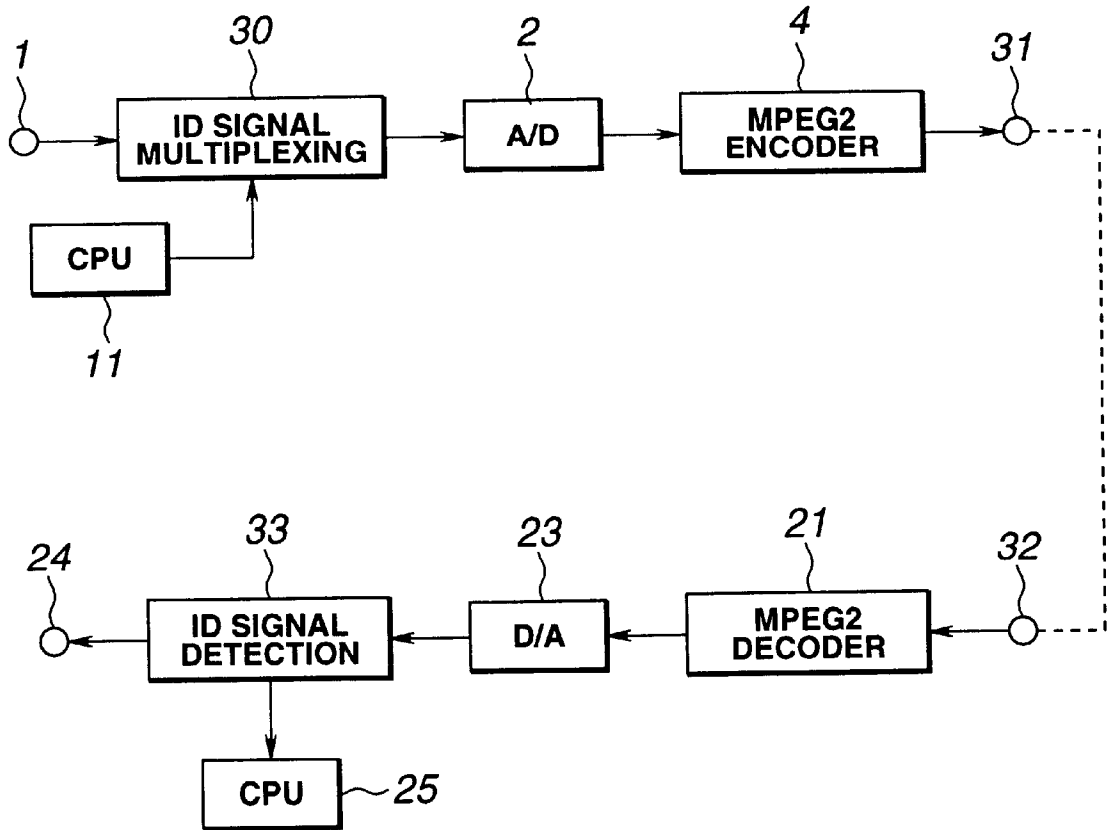 1
30
2
4
31
ID SIGNAL
MULTIPLEXING
A/D
MPEG2
ENCODER
CPU
11
24
33
23
21
32
ID SIGNAL
DETECTION
D/A
MPEG2
DECODER
CPU
25